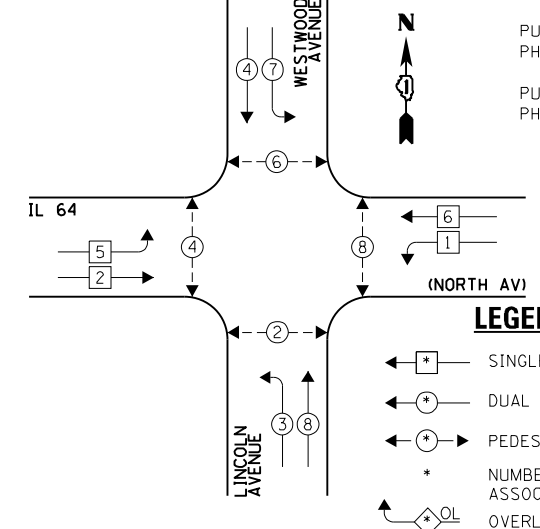 WESTWOOD
AVENUE
N
PU
PH
PU
PH
4
7
6
IL 64
5
2
4
8
6
1
(NORTH AV)
2
LINCOLN
AVENUE
3
8
LEGE
* SINGLE
* DUAL
* PEDES
* NUMBE
ASSOC
* OL OVERL